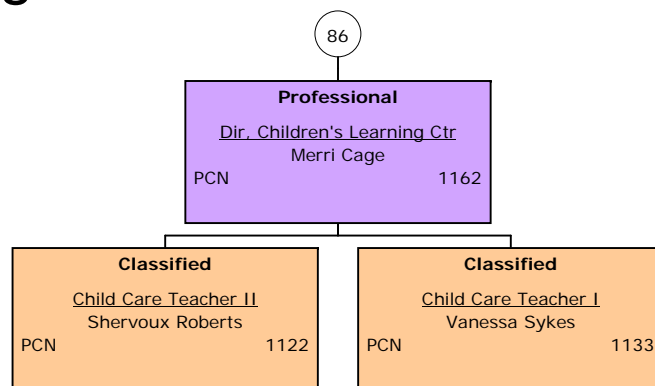 86
Professional
Dir, Children's Learning Ctr
Merri Cage
PCN 1162
Classified
Child Care Teacher II
Shervoux Roberts
PCN 1122
Classified
Child Care Teacher I
Vanessa Sykes
PCN 1133